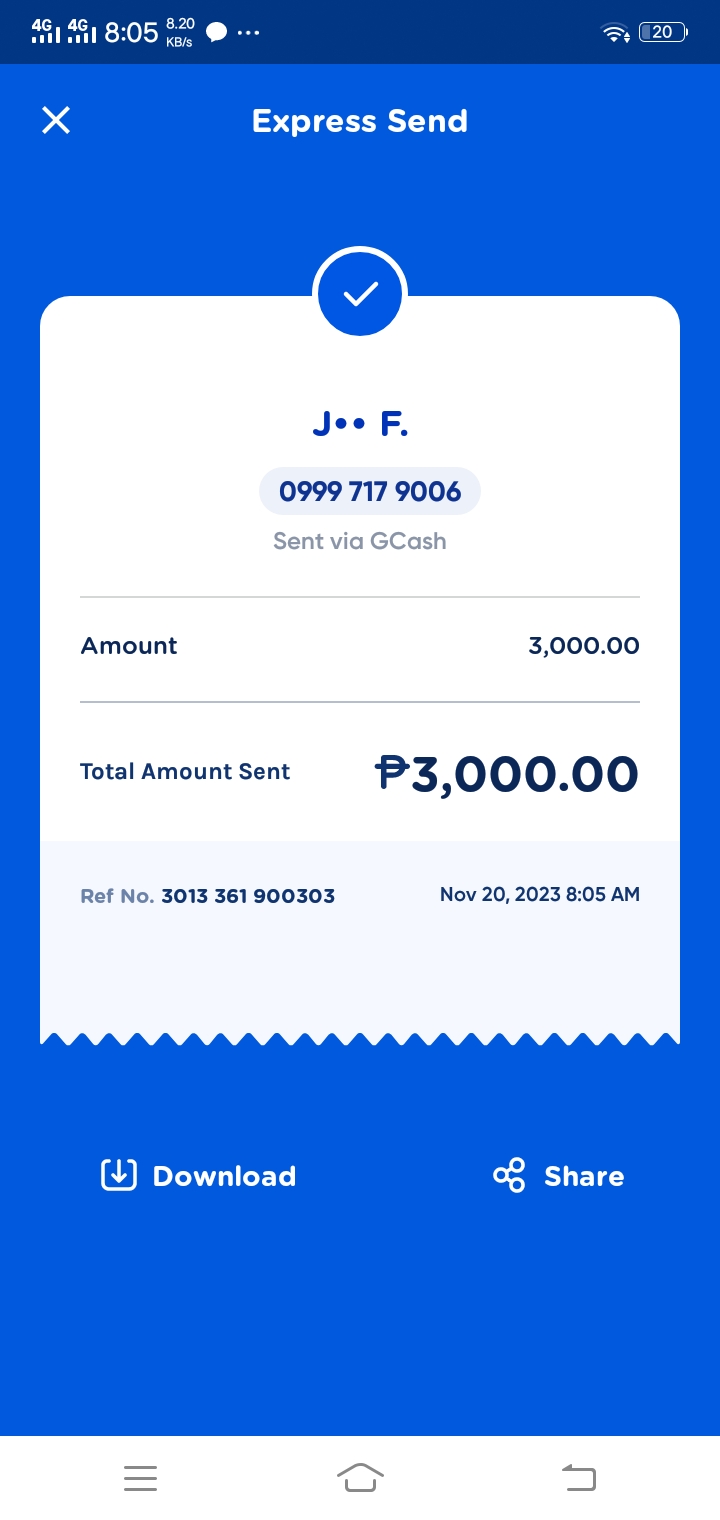 4G 4G 8:05 8.20 KB/s ... 20
Express Send
J•• F.
0999 717 9006
Sent via GCash
Amount 3,000.00
Total Amount Sent ₱3,000.00
Ref No. 3013 361 900303 Nov 20, 2023 8:05 AM
Download Share